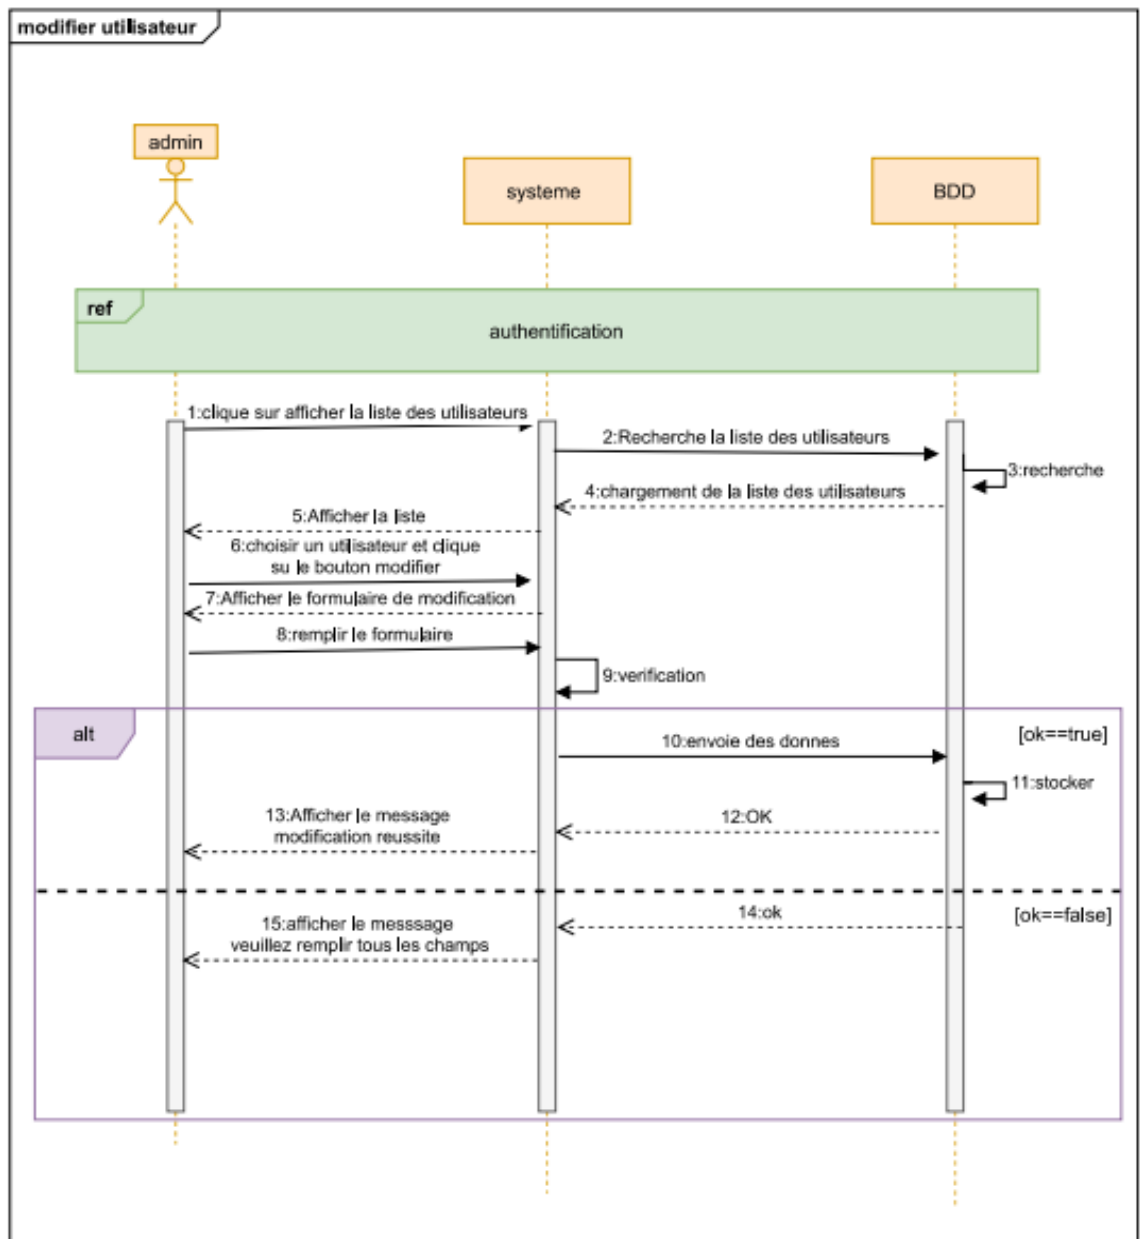 modifier utilisateur
admin
systeme
BDD
ref
authentification
1:clique sur afficher la liste des utilisateurs
2:Recherche la liste des utilisateurs
3:recherche
4:chargement de la liste des utilisateurs
5:Afficher la liste
6:choisir un utilisateur et clique
su le bouton modifier
7:Afficher le formulaire de modification
8:remplir le formulaire
9:verification
alt
[ok==true]
10:envoie des donnes
11:stocker
12:OK
13:Afficher le message
modification reussite
[ok==false]
14:ok
15:afficher le messsage
veuillez remplir tous les champs